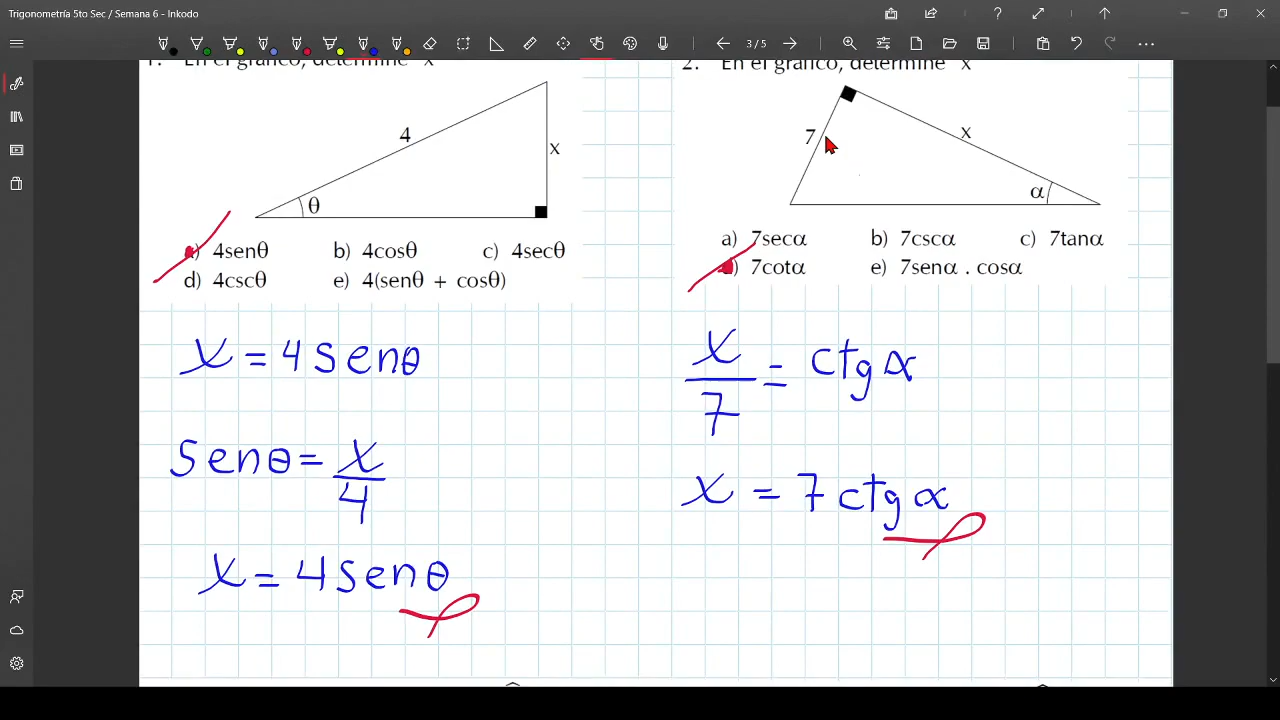 Trigonometría 5to Sec / Semana 6 - Inkodo
3 / 5
1. En el gráfico, determine "x"
4
x
θ
a) 4senθ b) 4cosθ c) 4secθ
d) 4cscθ e) 4(senθ + cosθ)
x = 4 senθ
senθ = x/4
x = 4 senθ
2. En el gráfico, determine "x"
7
x
α
a) 7secα b) 7cscα c) 7tanα
d) 7cotα e) 7senα . cosα
x/7 = ctg α
x = 7 ctg α